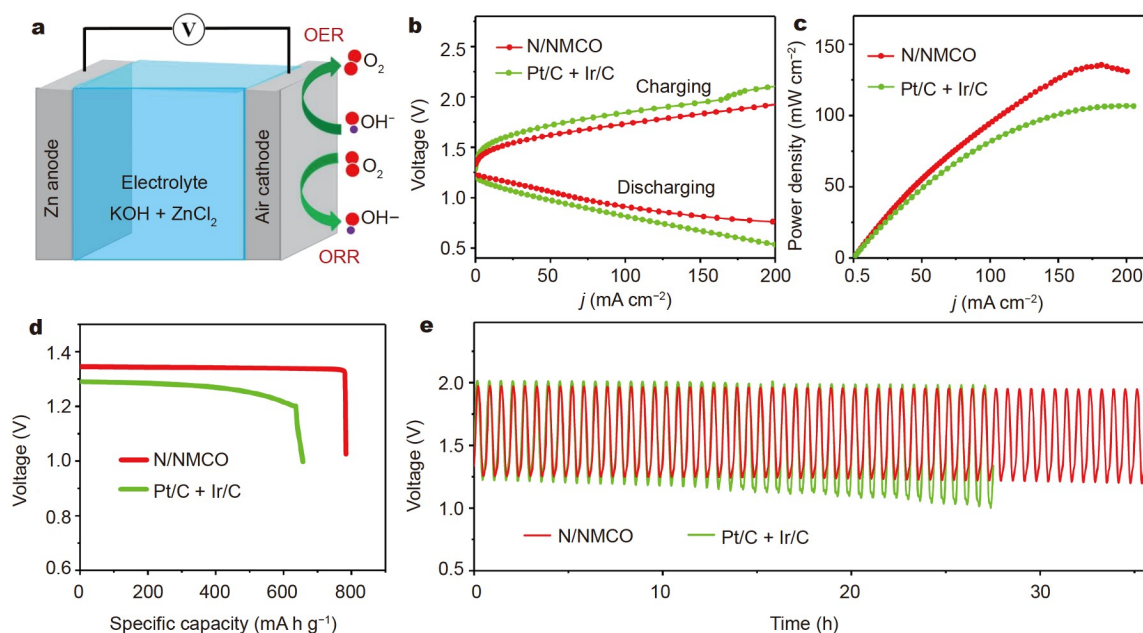 a
V
OER
O₂
OH⁻
O₂
OH−
ORR
Zn anode
Electrolyte
KOH + ZnCl₂
Air cathode
b
N/NMCO
Pt/C + Ir/C
Charging
Discharging
Voltage (V)
2.5
2.0
1.5
1.0
0.5
0 50 100 150 200
j (mA cm⁻²)
c
N/NMCO
Pt/C + Ir/C
Power density (mW cm⁻²)
150
125
100
75
50
25
0
0.5 50 100 150 200
j (mA cm⁻²)
d
N/NMCO
Pt/C + Ir/C
Voltage (V)
1.4
1.2
1.0
0.8
0.6
0 200 400 600 800
Specific capacity (mA h g⁻¹)
e
Voltage (V)
2.5
2.0
1.5
1.0
0.5
N/NMCO Pt/C + Ir/C
0 10 20 30
Time (h)